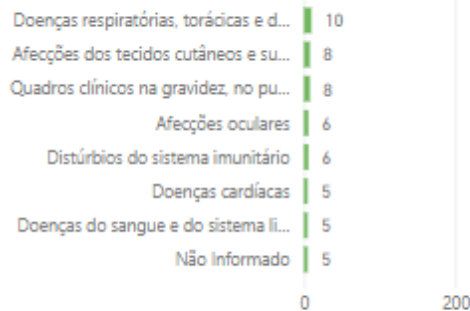 Doenças respiratórias, torácicas e d... 10
Afecções dos tecidos cutâneos e su... 8
Quadros clínicos na gravidez, no pu... 8
Afecções oculares 6
Distúrbios do sistema imunitário 6
Doenças cardíacas 5
Doenças do sangue e do sistema li... 5
Não Informado 5
0 200